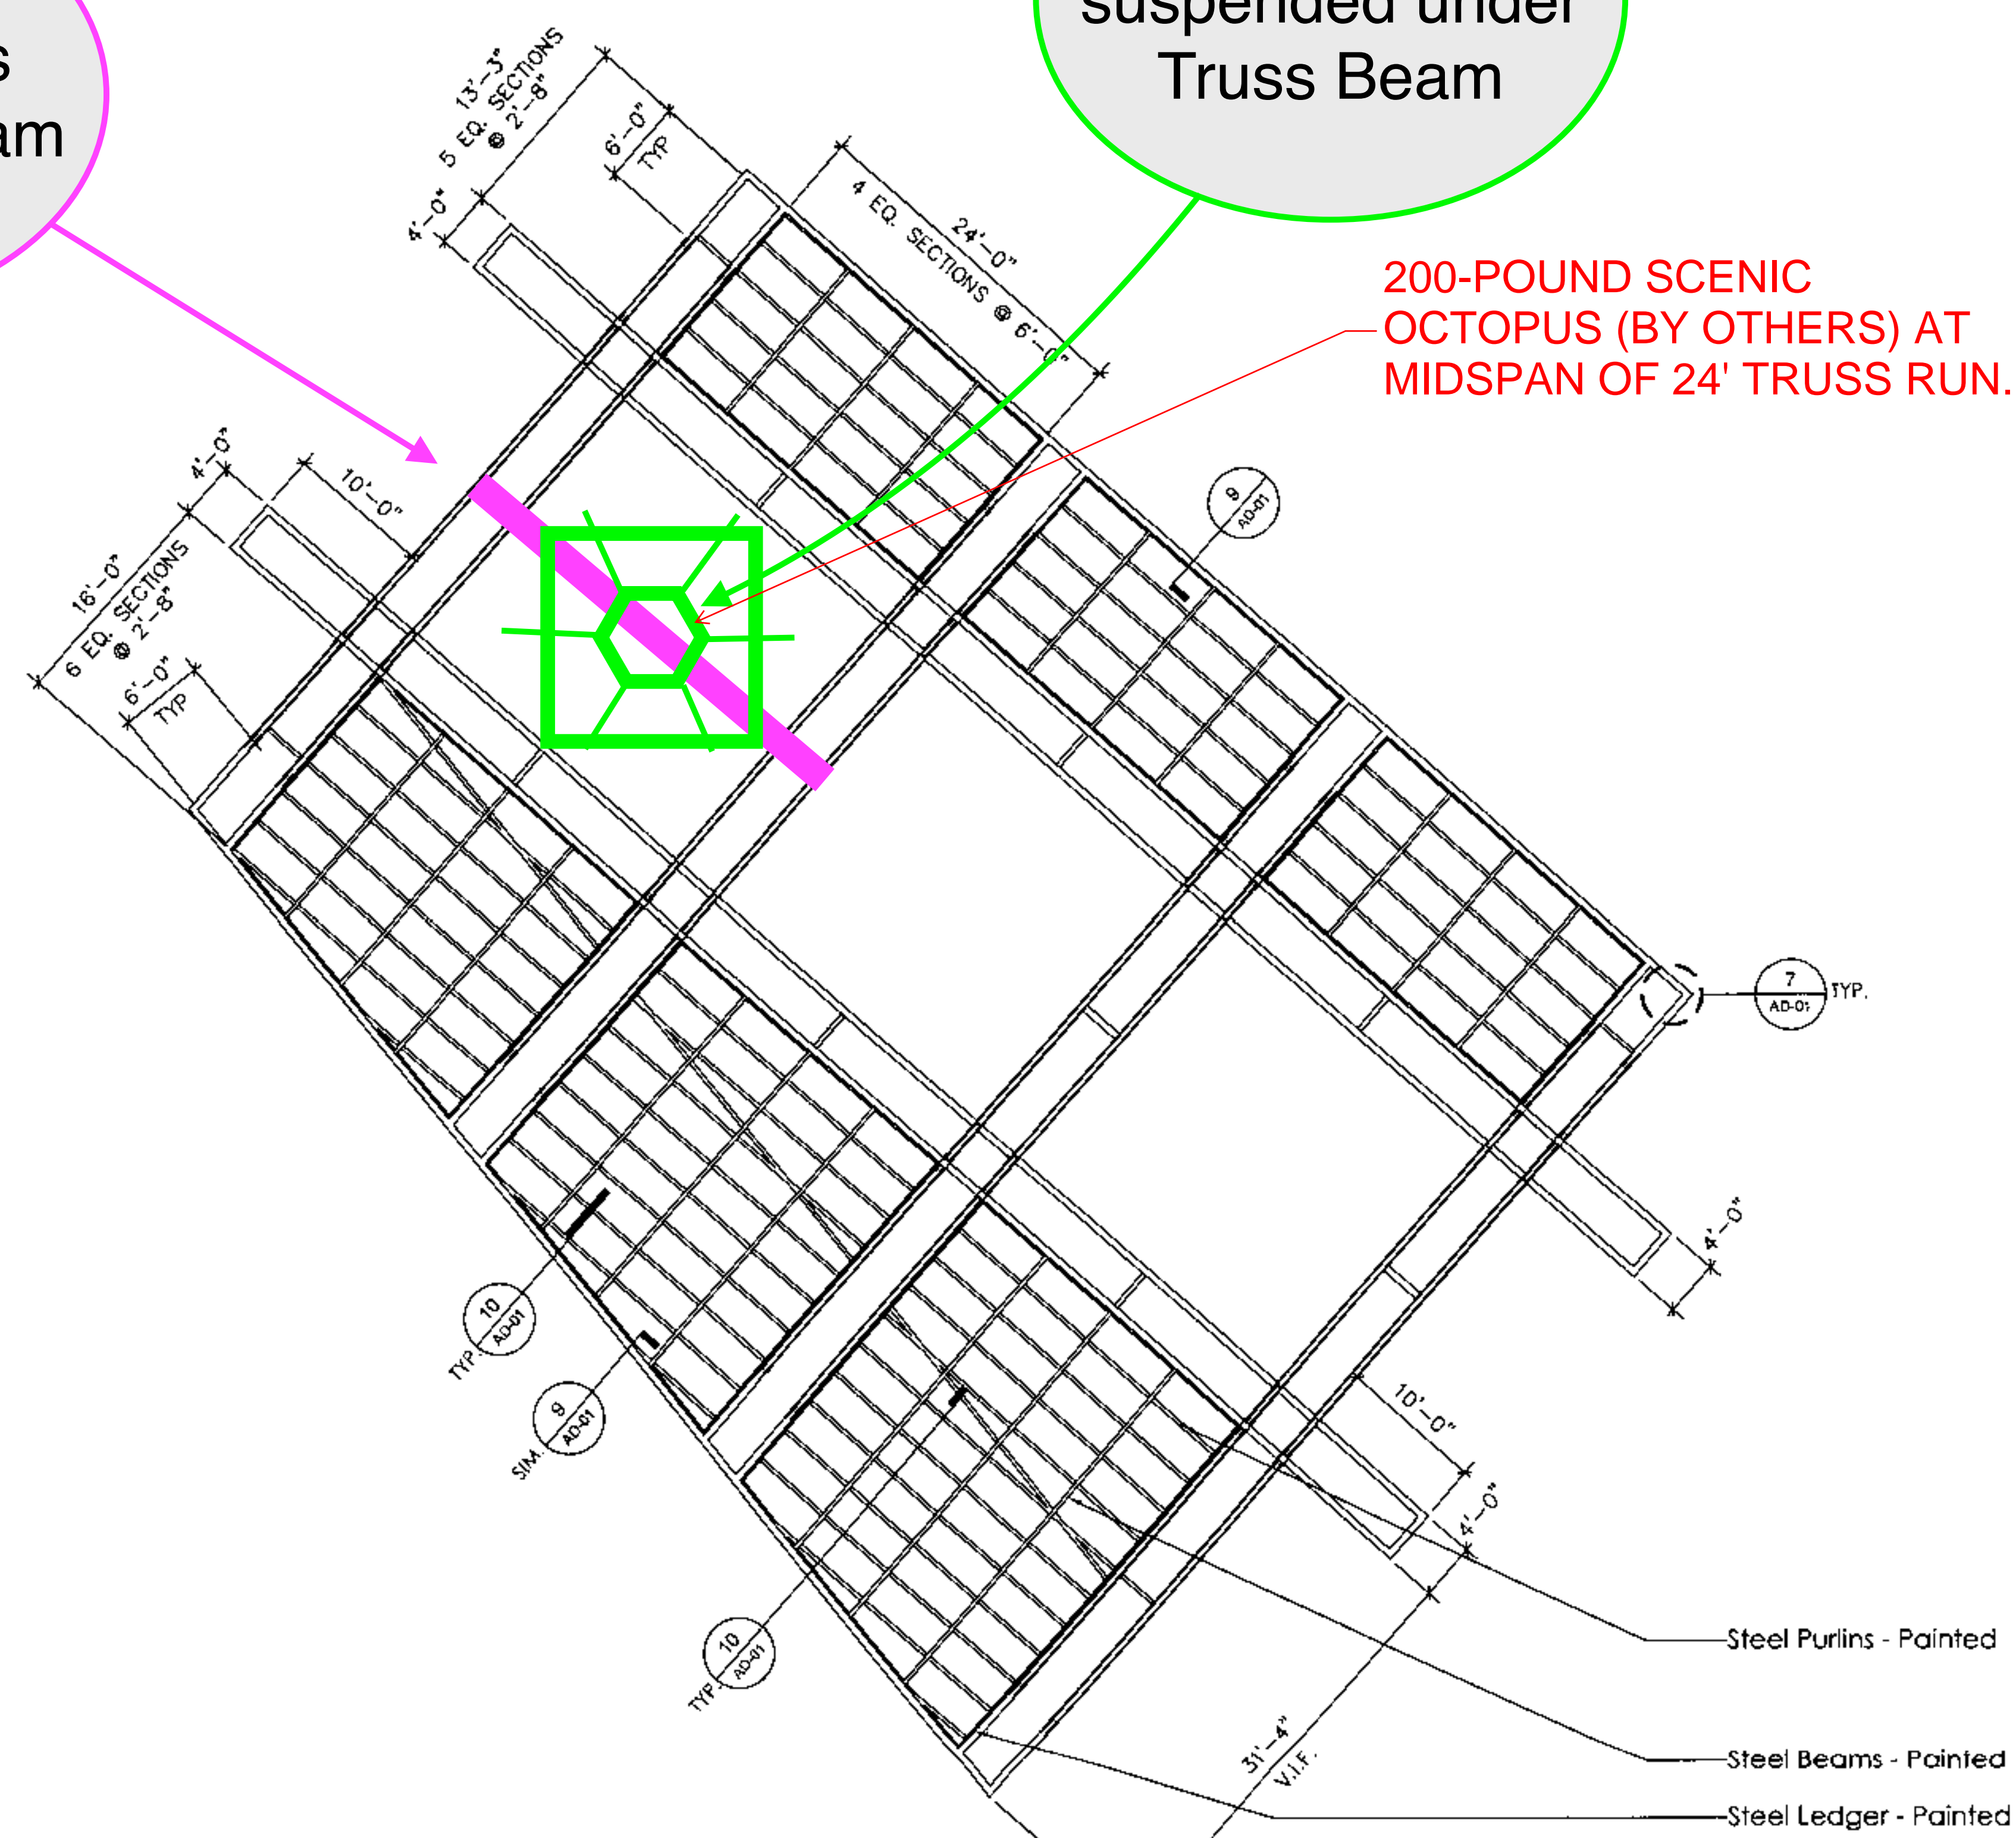 s
am
suspended under
Truss Beam
200-POUND SCENIC
OCTOPUS (BY OTHERS) AT
MIDSPAN OF 24' TRUSS RUN.
13'-3"
5 EQ. SECTIONS
@ 2'-8"
6'-0"
TYP
4'-0"
24'-0"
4 EQ. SECTIONS @ 6'-0"
4'-0"
10'-0"
16'-0"
6 EQ. SECTIONS
@ 2'-8"
6'-0"
TYP
9
AD-01
7
AD-01
TYP.
4'-0"
10
AD-01
TYP.
9
AD-01
SIM.
10
AD-01
TYP.
10'-0"
4'-0"
31'-4"
V.I.F.
Steel Purlins - Painted
Steel Beams - Painted
Steel Ledger - Painted